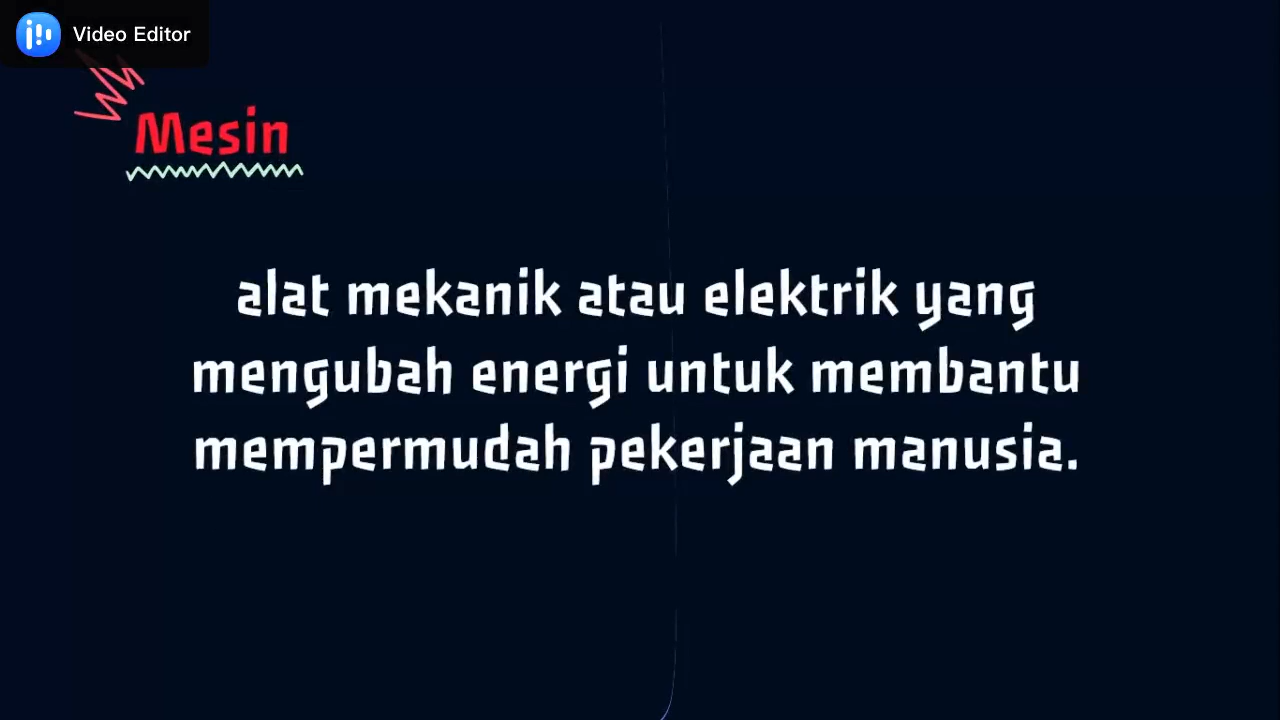 Video Editor
Mesin
alat mekanik atau elektrik yang
mengubah energi untuk membantu
mempermudah pekerjaan manusia.